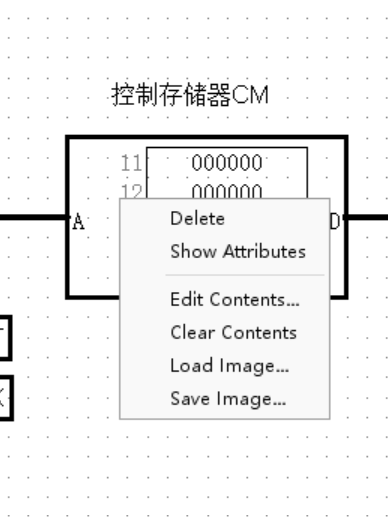 控制存储器CM
11 000000
12 000000
A
D
Delete
Show Attributes
Edit Contents...
Clear Contents
Load Image...
Save Image...